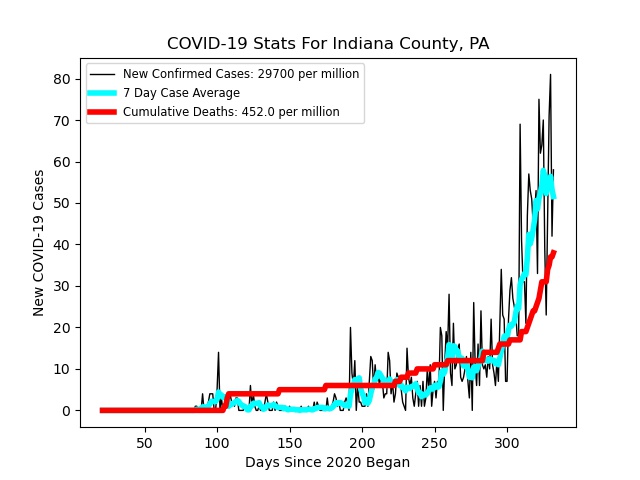 COVID-19 Stats For Indiana County, PA
New Confirmed Cases: 29700 per million
7 Day Case Average
Cumulative Deaths: 452.0 per million
New COVID-19 Cases
80
70
60
50
40
30
20
10
0
50 100 150 200 250 300
Days Since 2020 Began